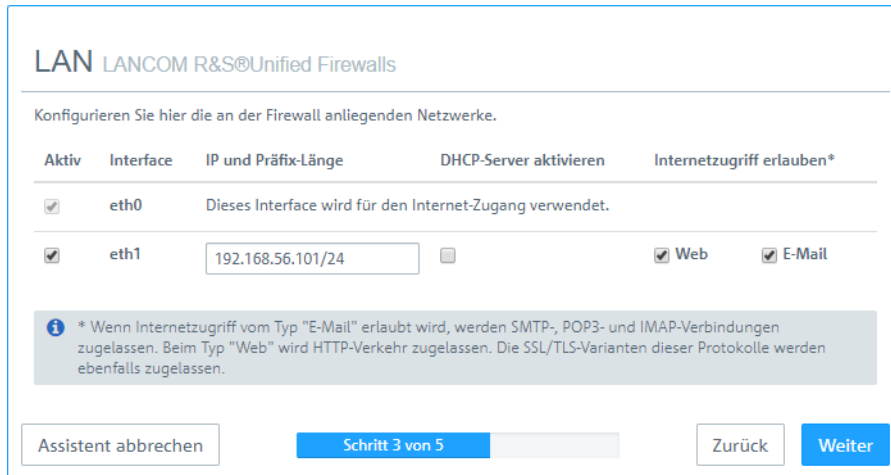 LAN LANCOM R&S®Unified Firewalls
Konfigurieren Sie hier die an der Firewall anliegenden Netzwerke.
Aktiv Interface IP und Präfix-Länge DHCP-Server aktivieren Internetzugriff erlauben*
eth0 Dieses Interface wird für den Internet-Zugang verwendet.
eth1 192.168.56.101/24 Web E-Mail
* Wenn Internetzugriff vom Typ "E-Mail" erlaubt wird, werden SMTP-, POP3- und IMAP-Verbindungen
zugelassen. Beim Typ "Web" wird HTTP-Verkehr zugelassen. Die SSL/TLS-Varianten dieser Protokolle werden
ebenfalls zugelassen.
Assistent abbrechen Schritt 3 von 5 Zurück Weiter